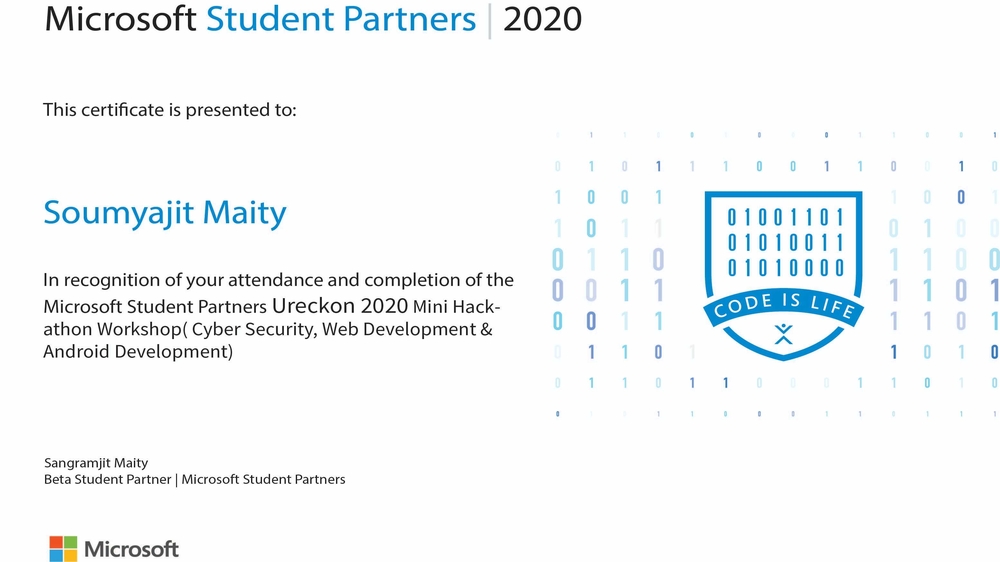 Microsoft Student Partners | 2020
This certificate is presented to:
Soumyajit Maity
In recognition of your attendance and completion of the
Microsoft Student Partners Ureckon 2020 Mini Hack-
athon Workshop( Cyber Security, Web Development &
Android Development)
01001101
01010011
01010000
CODE IS LIFE
Sangramjit Maity
Beta Student Partner | Microsoft Student Partners
Microsoft